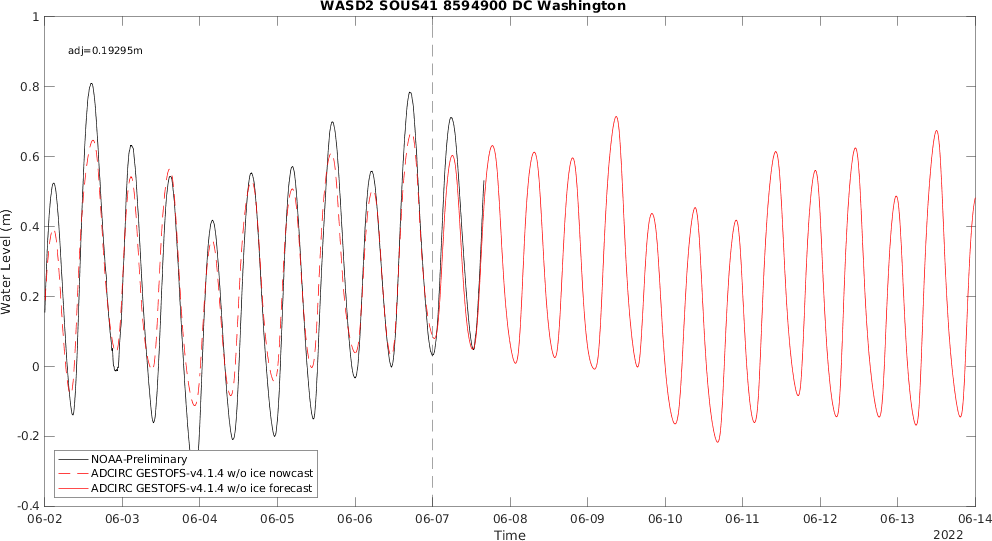 WASD2 SOUS41 8594900 DC Washington
adj=0.19295m
1
0.8
0.6
0.4
0.2
0
-0.2
-0.4
Water Level (m)
NOAA-Preliminary
ADCIRC GESTOFS-v4.1.4 w/o ice nowcast
ADCIRC GESTOFS-v4.1.4 w/o ice forecast
06-02 06-03 06-04 06-05 06-06 06-07 06-08 06-09 06-10 06-11 06-12 06-13 06-14
Time
2022